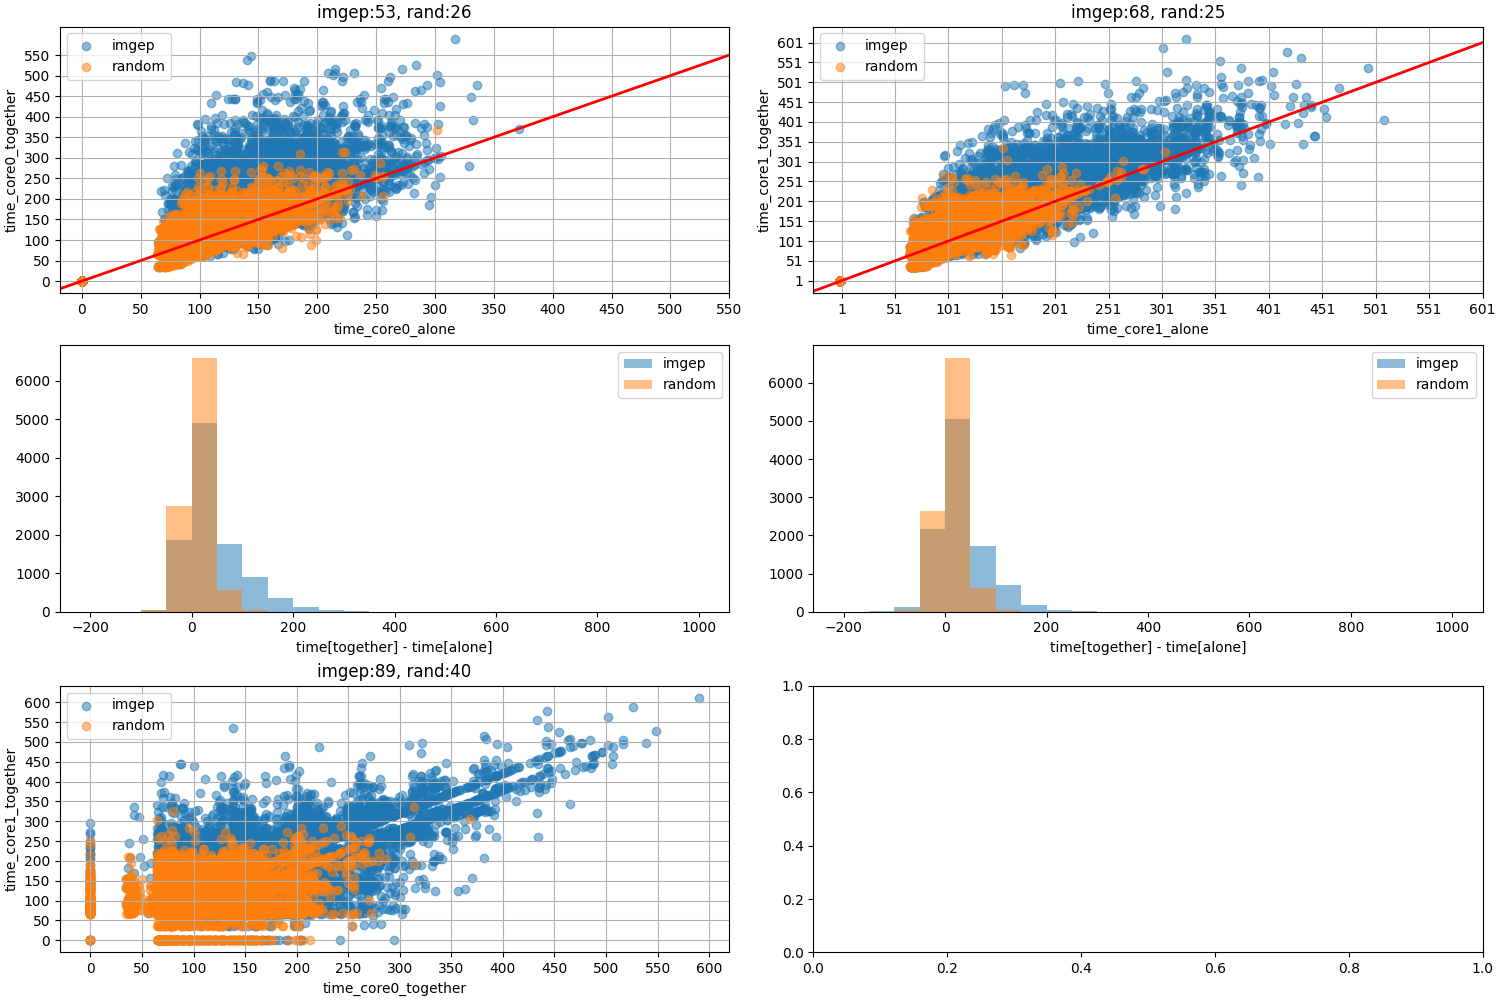 imgep:53, rand:26
imgep
random
550
500
450
400
350
300
250
200
150
100
50
0
time_core0_together
0 50 100 150 200 250 300 350 400 450 500 550
time_core0_alone
imgep:68, rand:25
imgep
random
601
551
501
451
401
351
301
251
201
151
101
51
1
time_core1_together
1 51 101 151 201 251 301 351 401 451 501 551 601
time_core1_alone
imgep
random
6000
5000
4000
3000
2000
1000
0
−200 0 200 400 600 800 1000
time[together] - time[alone]
imgep
random
6000
5000
4000
3000
2000
1000
0
−200 0 200 400 600 800 1000
time[together] - time[alone]
imgep:89, rand:40
imgep
random
600
550
500
450
400
350
300
250
200
150
100
50
0
time_core1_together
0 50 100 150 200 250 300 350 400 450 500 550 600
time_core0_together
1.0
0.8
0.6
0.4
0.2
0.0
0.0 0.2 0.4 0.6 0.8 1.0